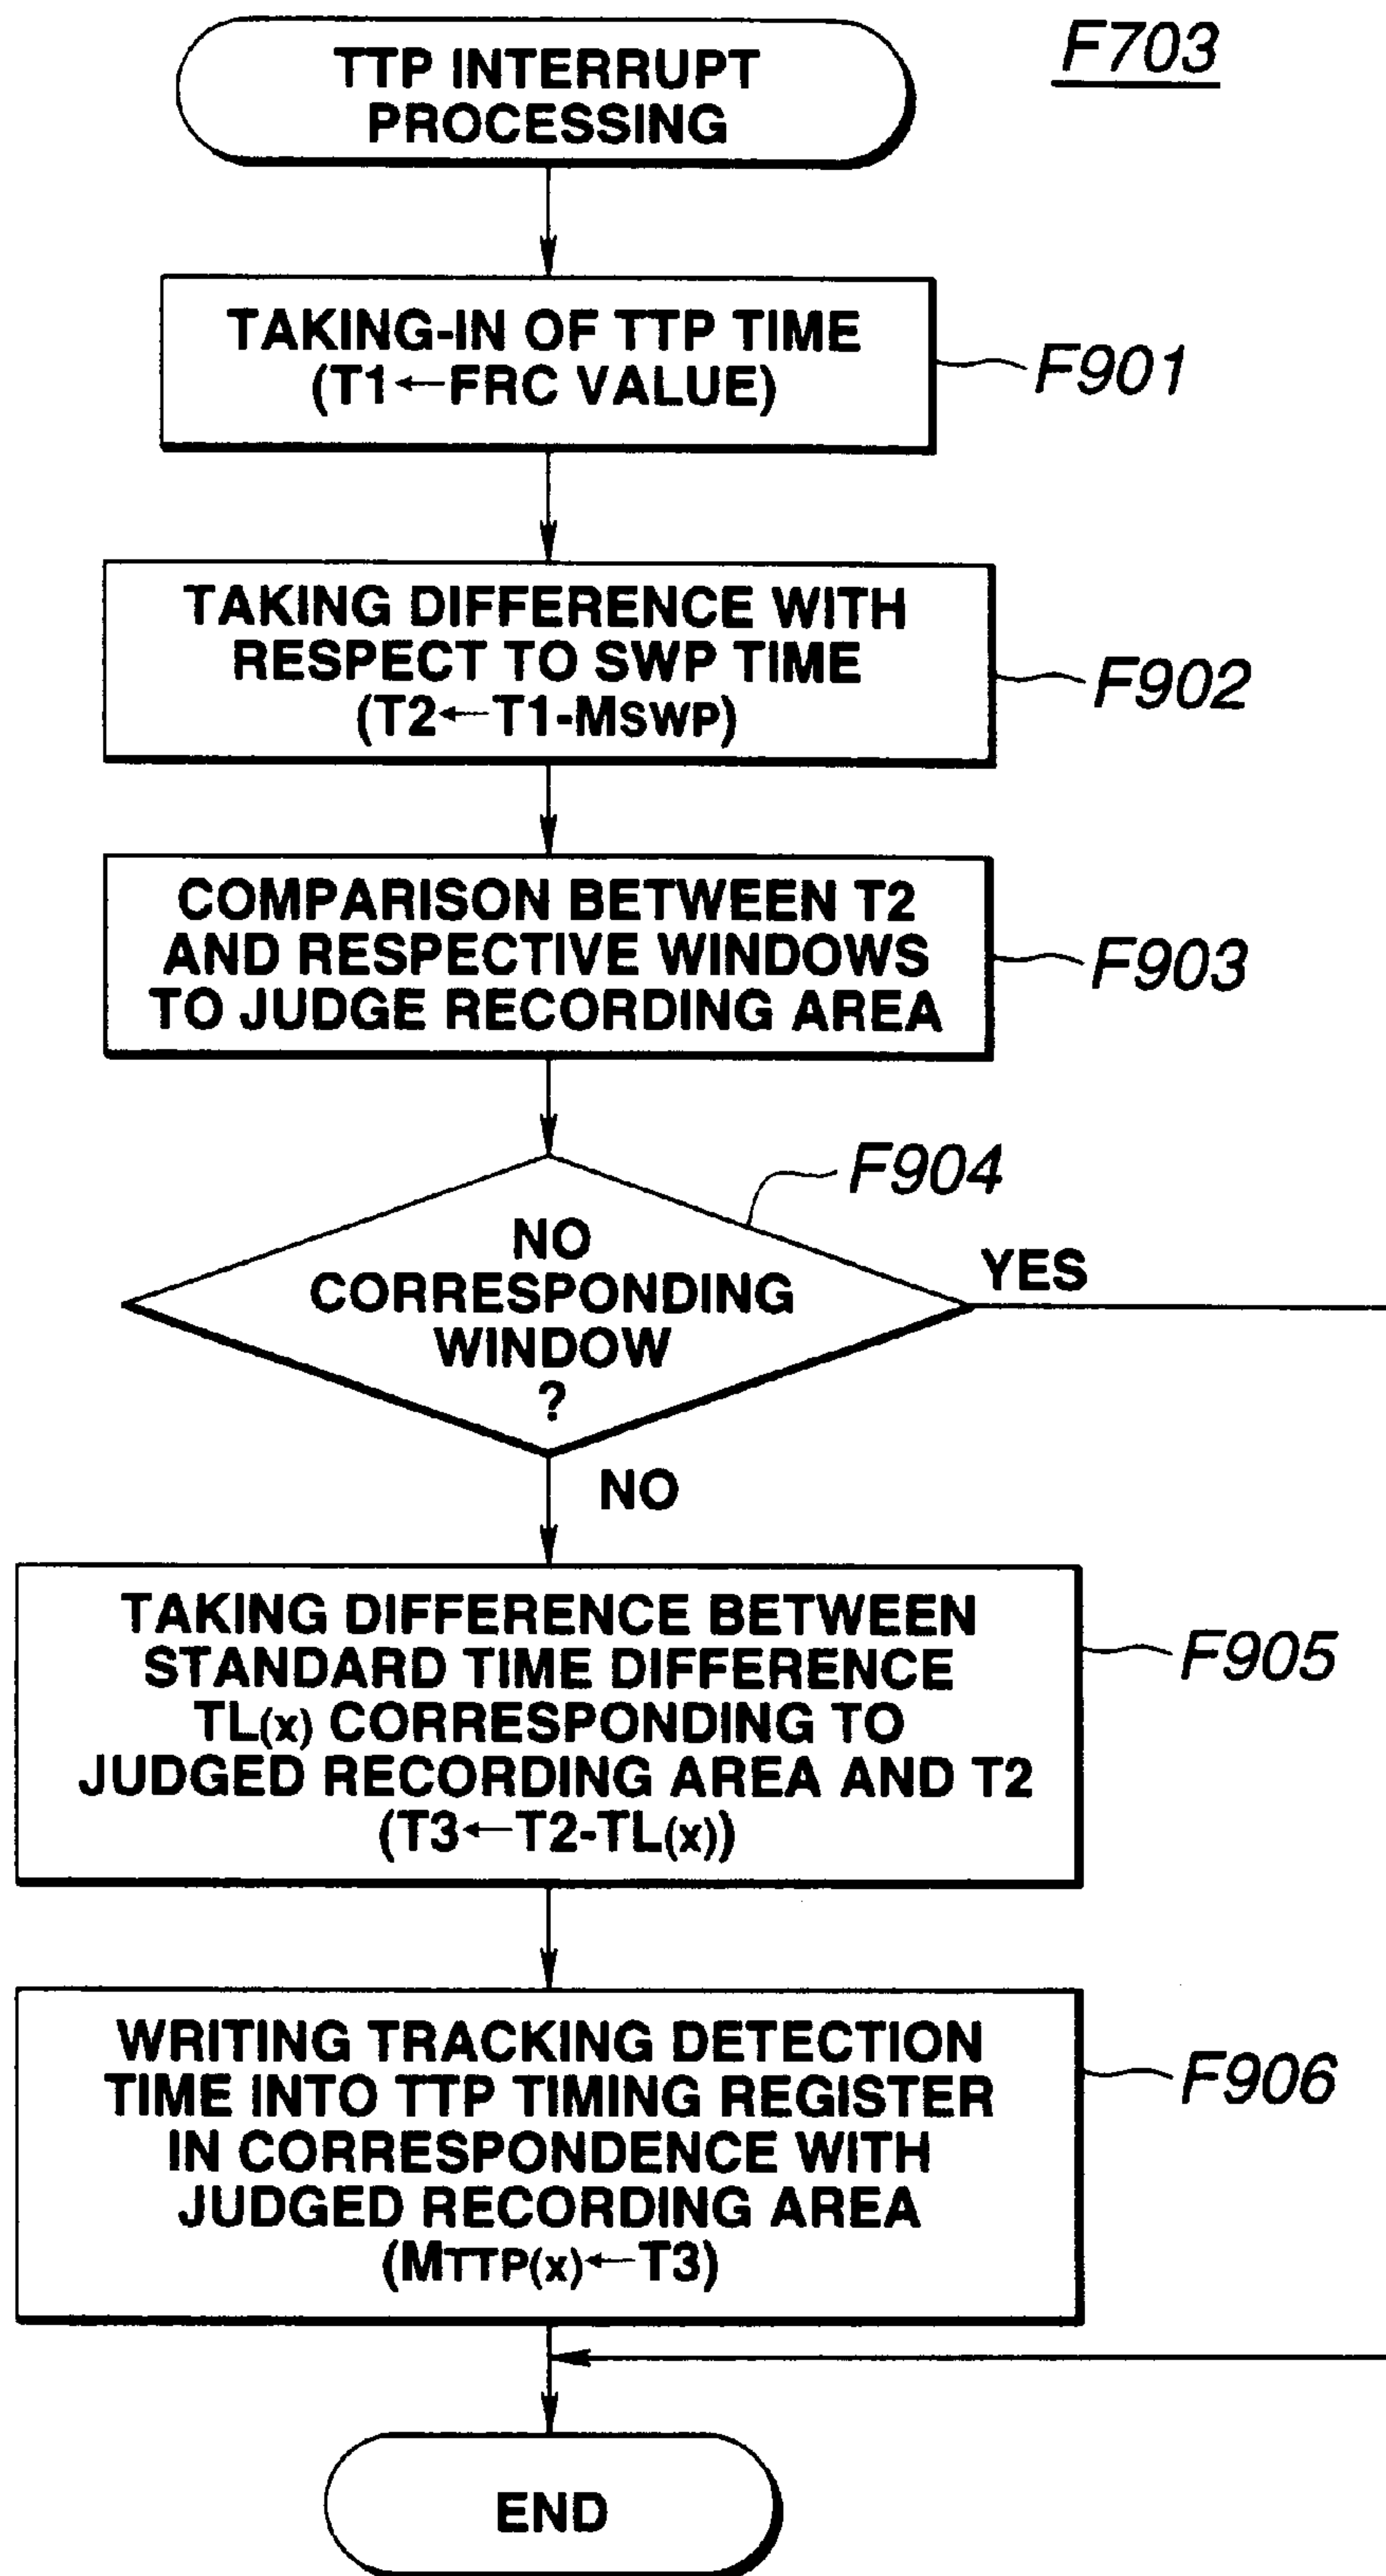 F703
TTP INTERRUPT
PROCESSING
TAKING-IN OF TTP TIME
(T1←FRC VALUE)
F901
TAKING DIFFERENCE WITH
RESPECT TO SWP TIME
(T2←T1-MSWP)
F902
COMPARISON BETWEEN T2
AND RESPECTIVE WINDOWS
TO JUDGE RECORDING AREA
F903
F904
NO
CORRESPONDING
WINDOW
?
YES
NO
TAKING DIFFERENCE BETWEEN
STANDARD TIME DIFFERENCE
TL(x) CORRESPONDING TO
JUDGED RECORDING AREA AND T2
(T3←T2-TL(x))
F905
WRITING TRACKING DETECTION
TIME INTO TTP TIMING REGISTER
IN CORRESPONDENCE WITH
JUDGED RECORDING AREA
(MTTP(x)←T3)
F906
END